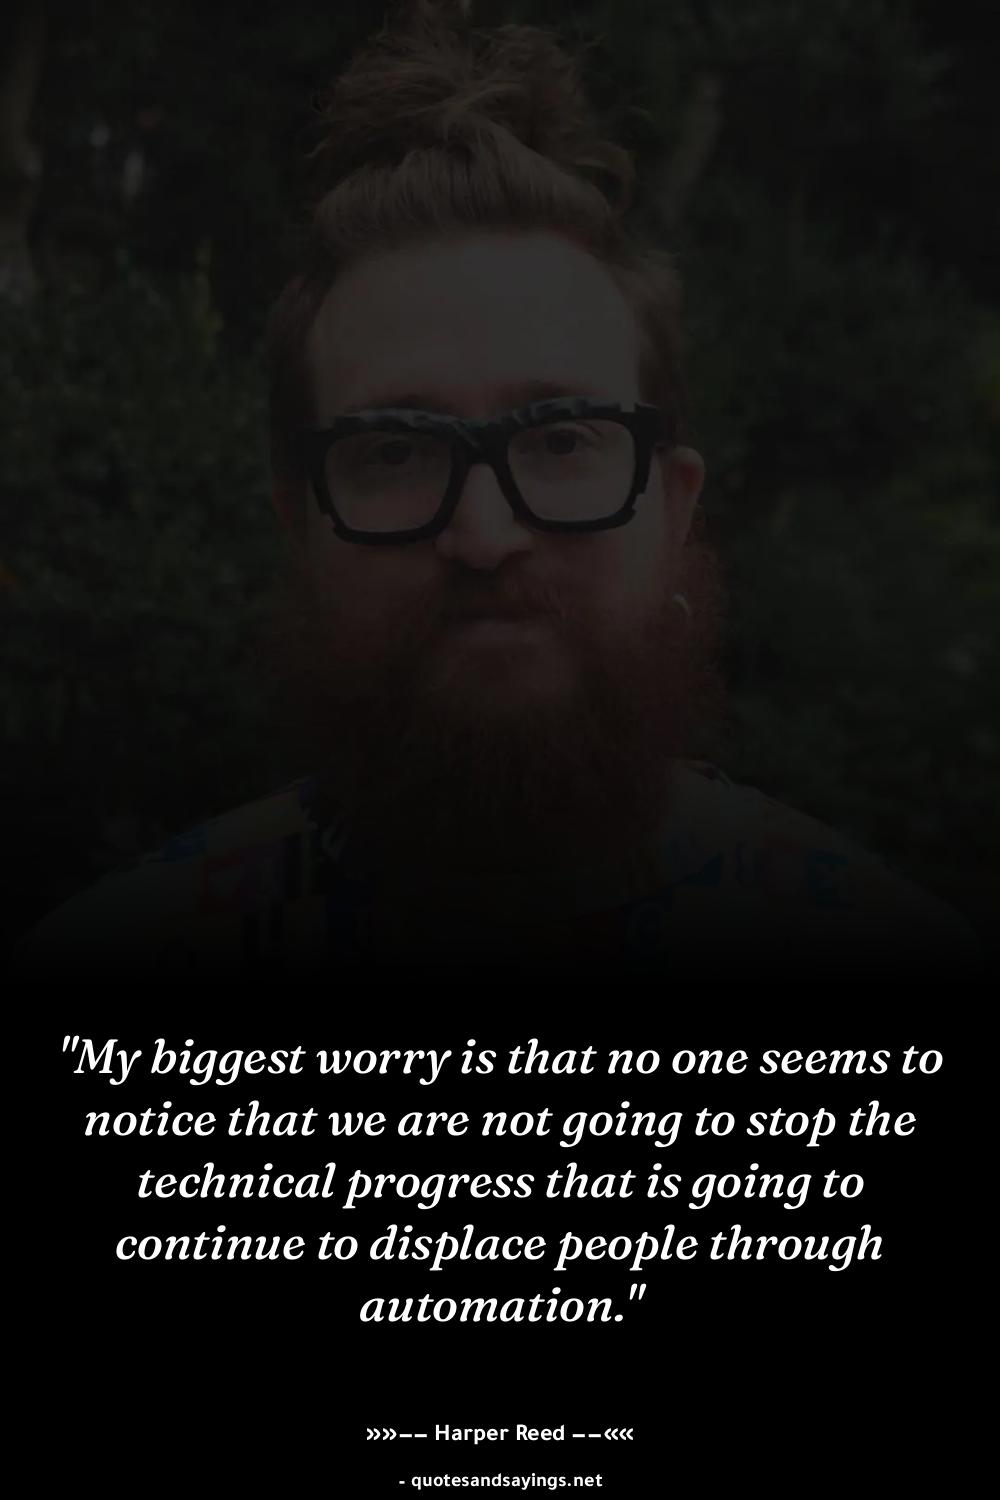 "My biggest worry is that no one seems to
notice that we are not going to stop the
technical progress that is going to
continue to displace people through
automation."
»»–– Harper Reed ––««
- quotesandsayings.net